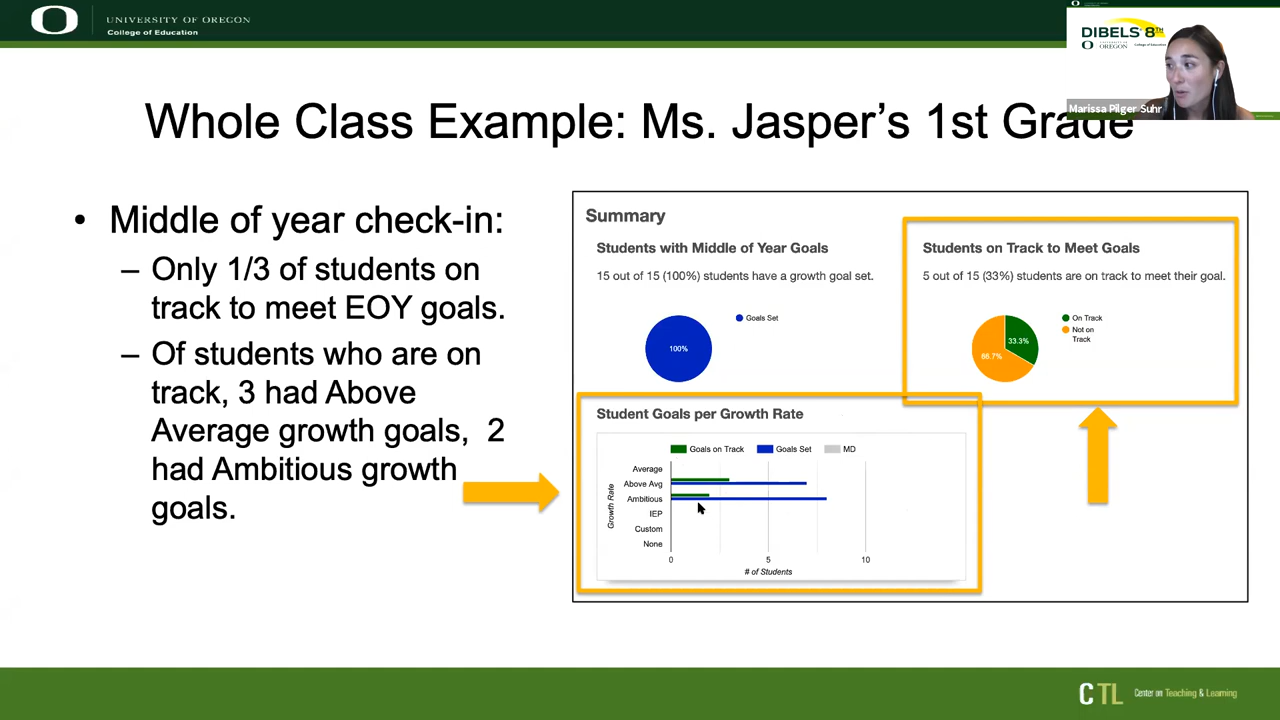 UNIVERSITY OF OREGON
College of Education
DIBELS 8TH
UNIVERSITY OF OREGON
College of Education
Marissa Pilger Suhr
Whole Class Example: Ms. Jasper's 1st Grade
• Middle of year check-in:
– Only 1/3 of students on
track to meet EOY goals.
– Of students who are on
track, 3 had Above
Average growth goals, 2
had Ambitious growth
goals.
Summary
Students with Middle of Year Goals
15 out of 15 (100%) students have a growth goal set.
Goals Set
100%
Students on Track to Meet Goals
5 out of 15 (33%) students are on track to meet their goal.
On Track
Not on
Track
33.3%
66.7%
Student Goals per Growth Rate
Goals on Track Goals Set MD
Growth Rate
Average
Above Avg
Ambitious
IEP
Custom
None
0 5 10
# of Students
CTL Center on Teaching & Learning